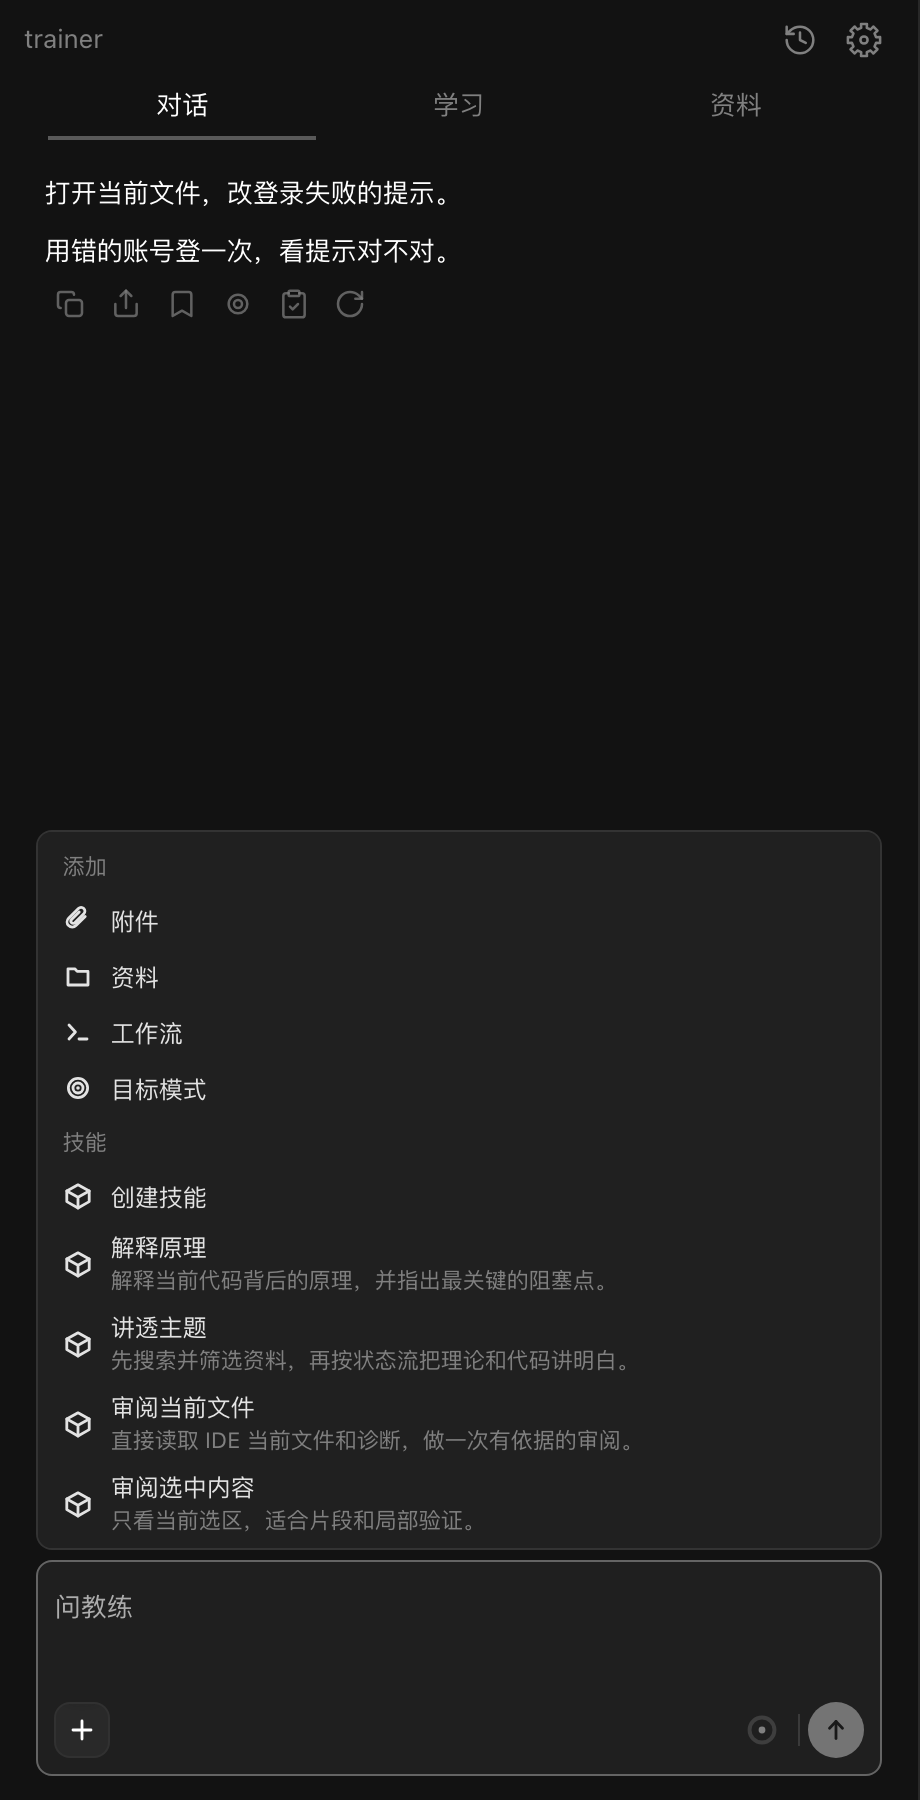 trainer
对话
学习
资料
打开当前文件，改登录失败的提示。
用错的账号登一次，看提示对不对。
添加
附件
资料
工作流
目标模式
技能
创建技能
解释原理
解释当前代码背后的原理，并指出最关键的阻塞点。
讲透主题
先搜索并筛选资料，再按状态流把理论和代码讲明白。
审阅当前文件
直接读取 IDE 当前文件和诊断，做一次有依据的审阅。
审阅选中内容
只看当前选区，适合片段和局部验证。
问教练